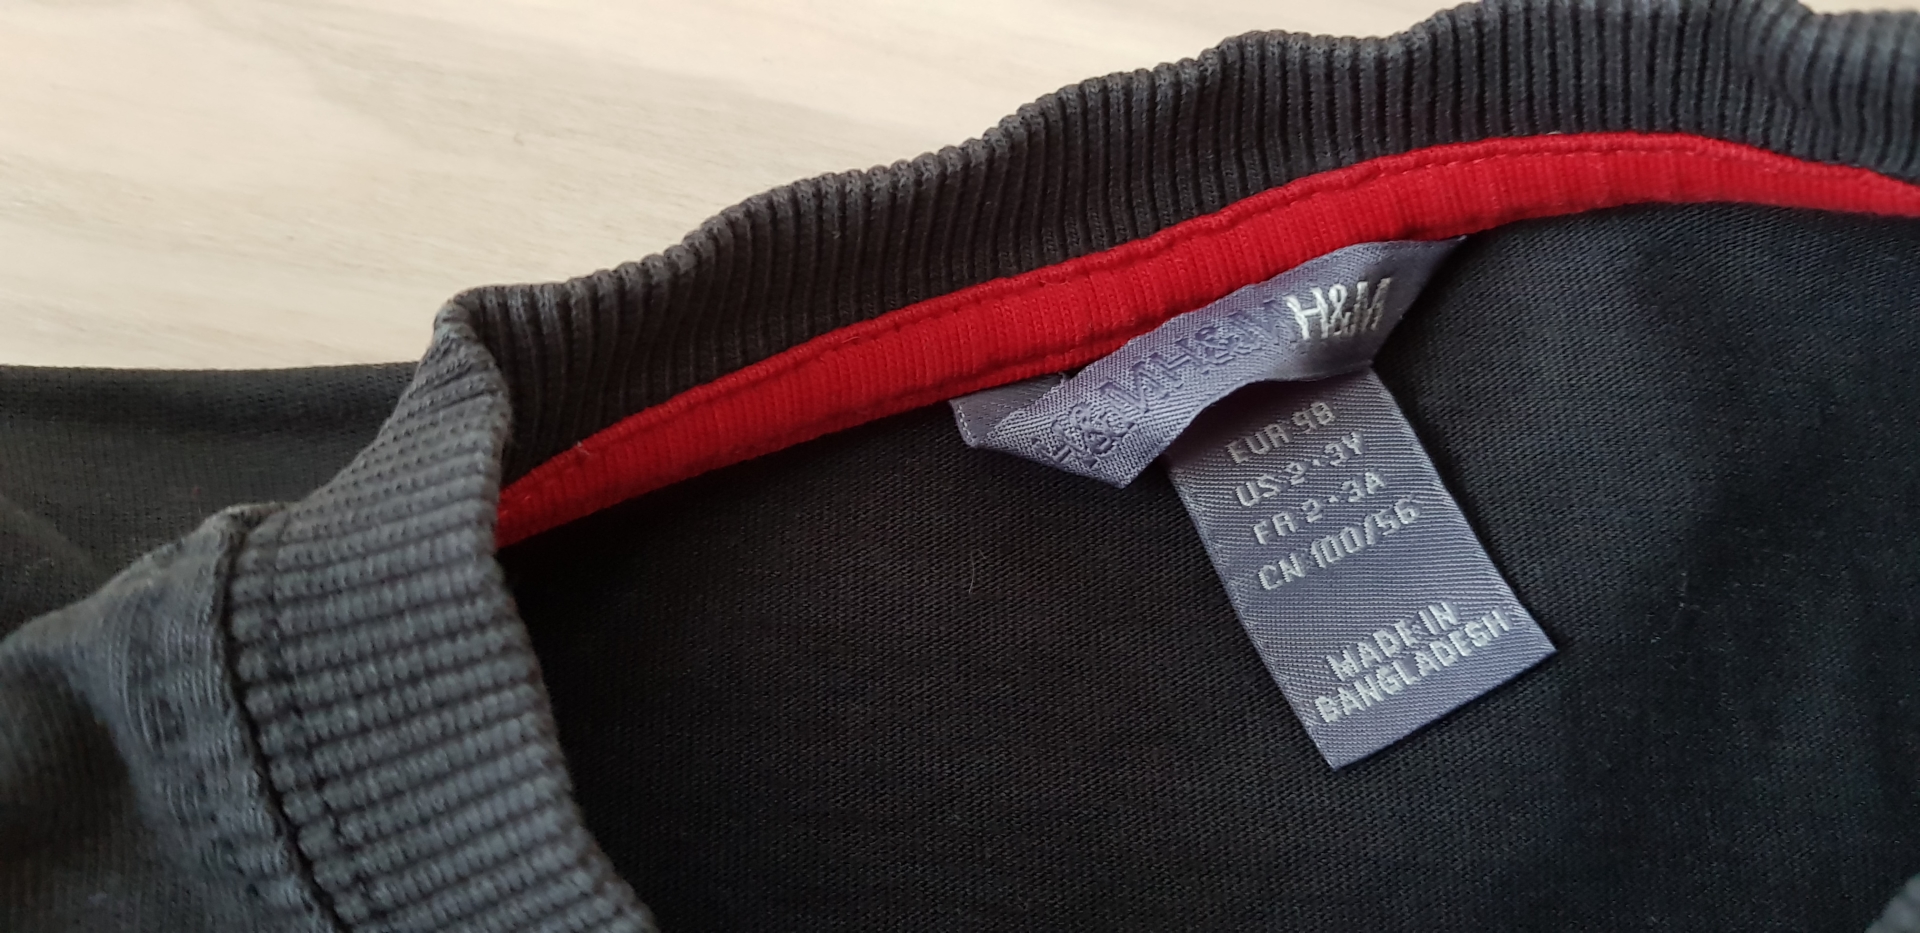 H&M
EUR 98
US 2-3Y
FR 2-3A
CN 100/56
MADE IN
BANGLADESH